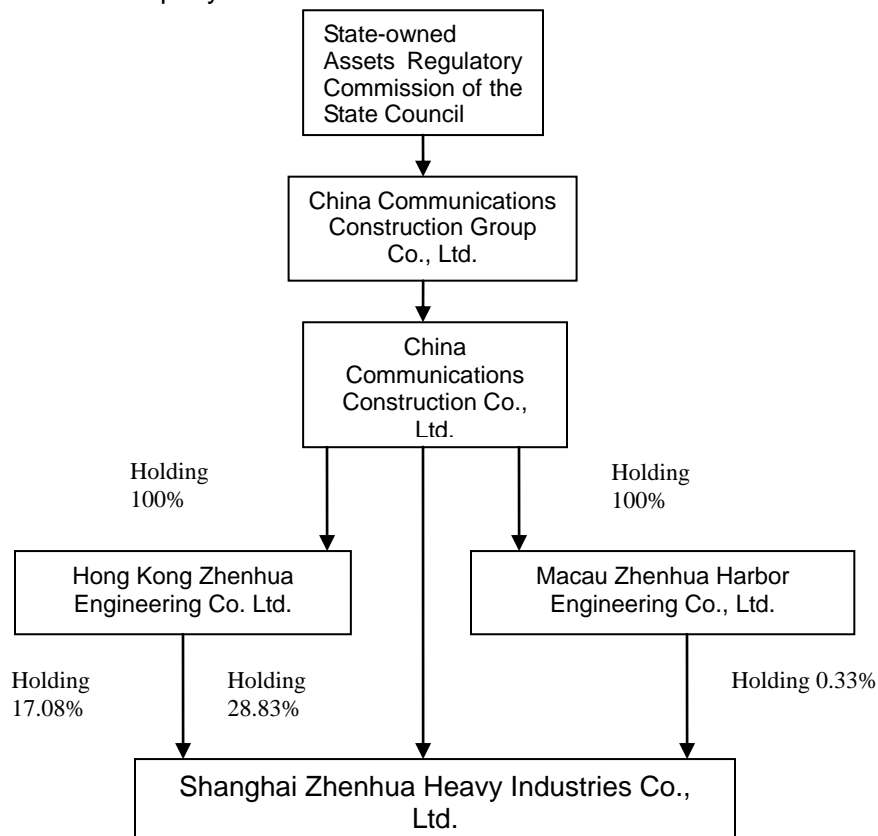 State-owned
Assets Regulatory
Commission of the
State Council
China Communications
Construction Group
Co., Ltd.
China
Communications
Construction Co.,
Ltd.
Holding
100%
Holding
100%
Hong Kong Zhenhua
Engineering Co. Ltd.
Macau Zhenhua Harbor
Engineering Co., Ltd.
Holding
17.08%
Holding
28.83%
Holding 0.33%
Shanghai Zhenhua Heavy Industries Co.,
Ltd.